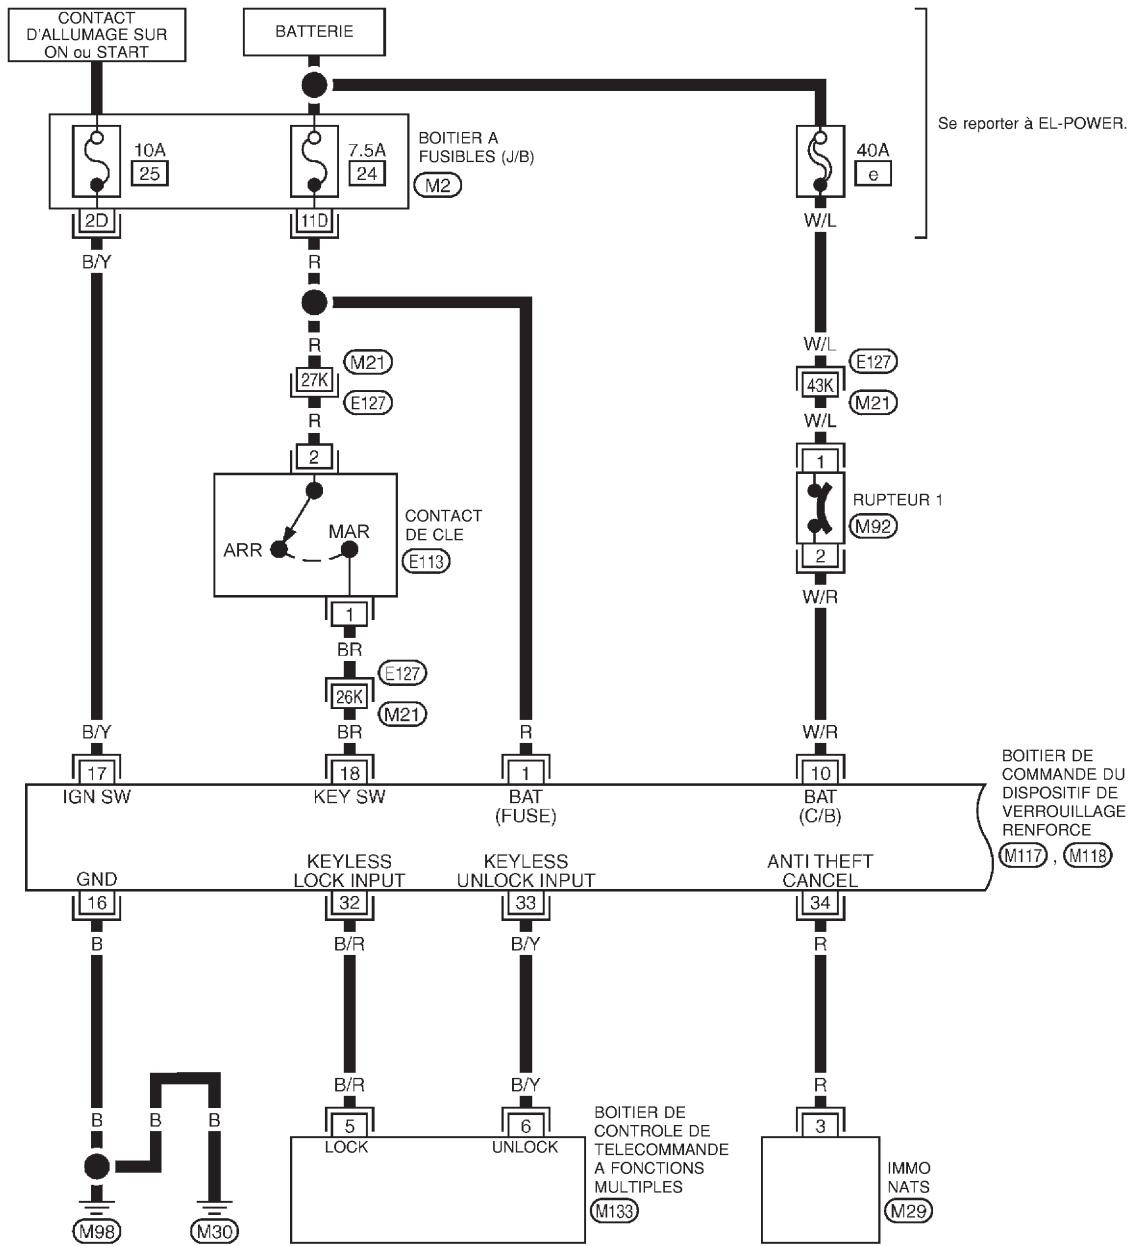 CONTACT
D'ALLUMAGE SUR
ON ou START
BATTERIE
Se reporter à EL-POWER.
10A
25
7.5A
24
BOITIER A
FUSIBLES (J/B)
M2
40A
e
2D
11D
W/L
B/Y
R
R
W/L
M21
27K
E127
E127
43K
M21
R
W/L
2
1
CONTACT
DE CLE
E113
ARR
MAR
RUPTEUR 1
M92
1
2
BR
W/R
E127
26K
M21
B/Y
BR
R
W/R
17
18
1
10
IGN SW
KEY SW
BAT
(FUSE)
BAT
(C/B)
BOITIER DE
COMMANDE DU
DISPOSITIF DE
VERROUILLAGE
RENFORCE
M117 , M118
GND
KEYLESS
LOCK INPUT
KEYLESS
UNLOCK INPUT
ANTI THEFT
CANCEL
16
32
33
34
B
B/R
B/Y
R
B/R
B/Y
R
B
B
B
5
6
3
LOCK
UNLOCK
BOITIER DE
CONTROLE DE
TELECOMMANDE
A FONCTIONS
MULTIPLES
M133
IMMO
NATS
M29
M98
M30